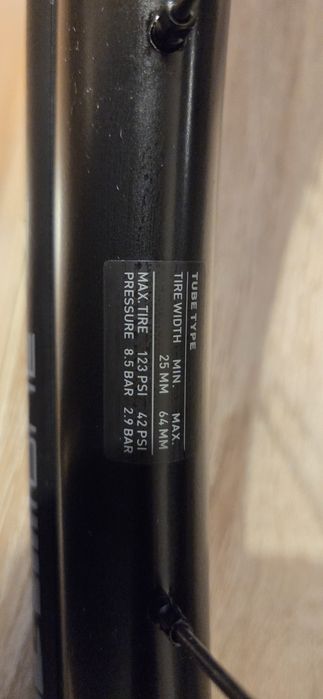 TUBE TYPE
TIRE WIDTH MIN. MAX.
25 MM 64 MM
MAX. TIRE 123 PSI 42 PSI
PRESSURE 8.5 BAR 2.9 BAR